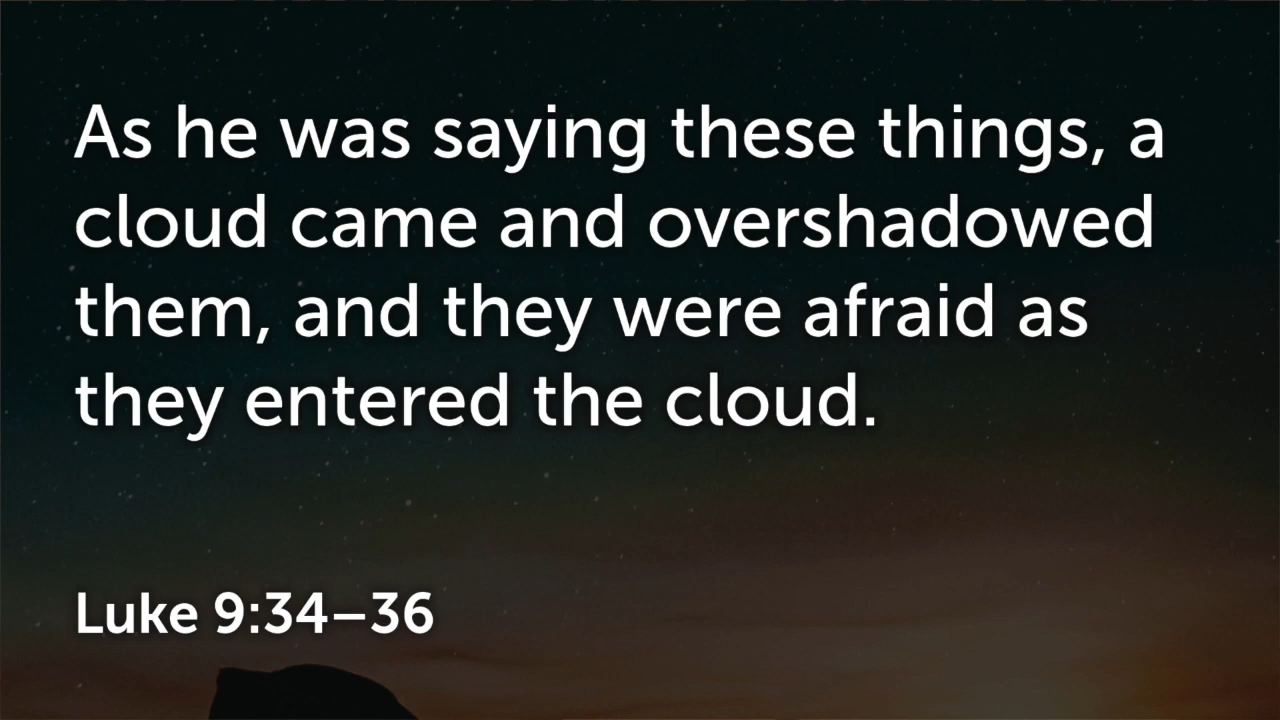 As he was saying these things, a
cloud came and overshadowed
them, and they were afraid as
they entered the cloud.
Luke 9:34–36